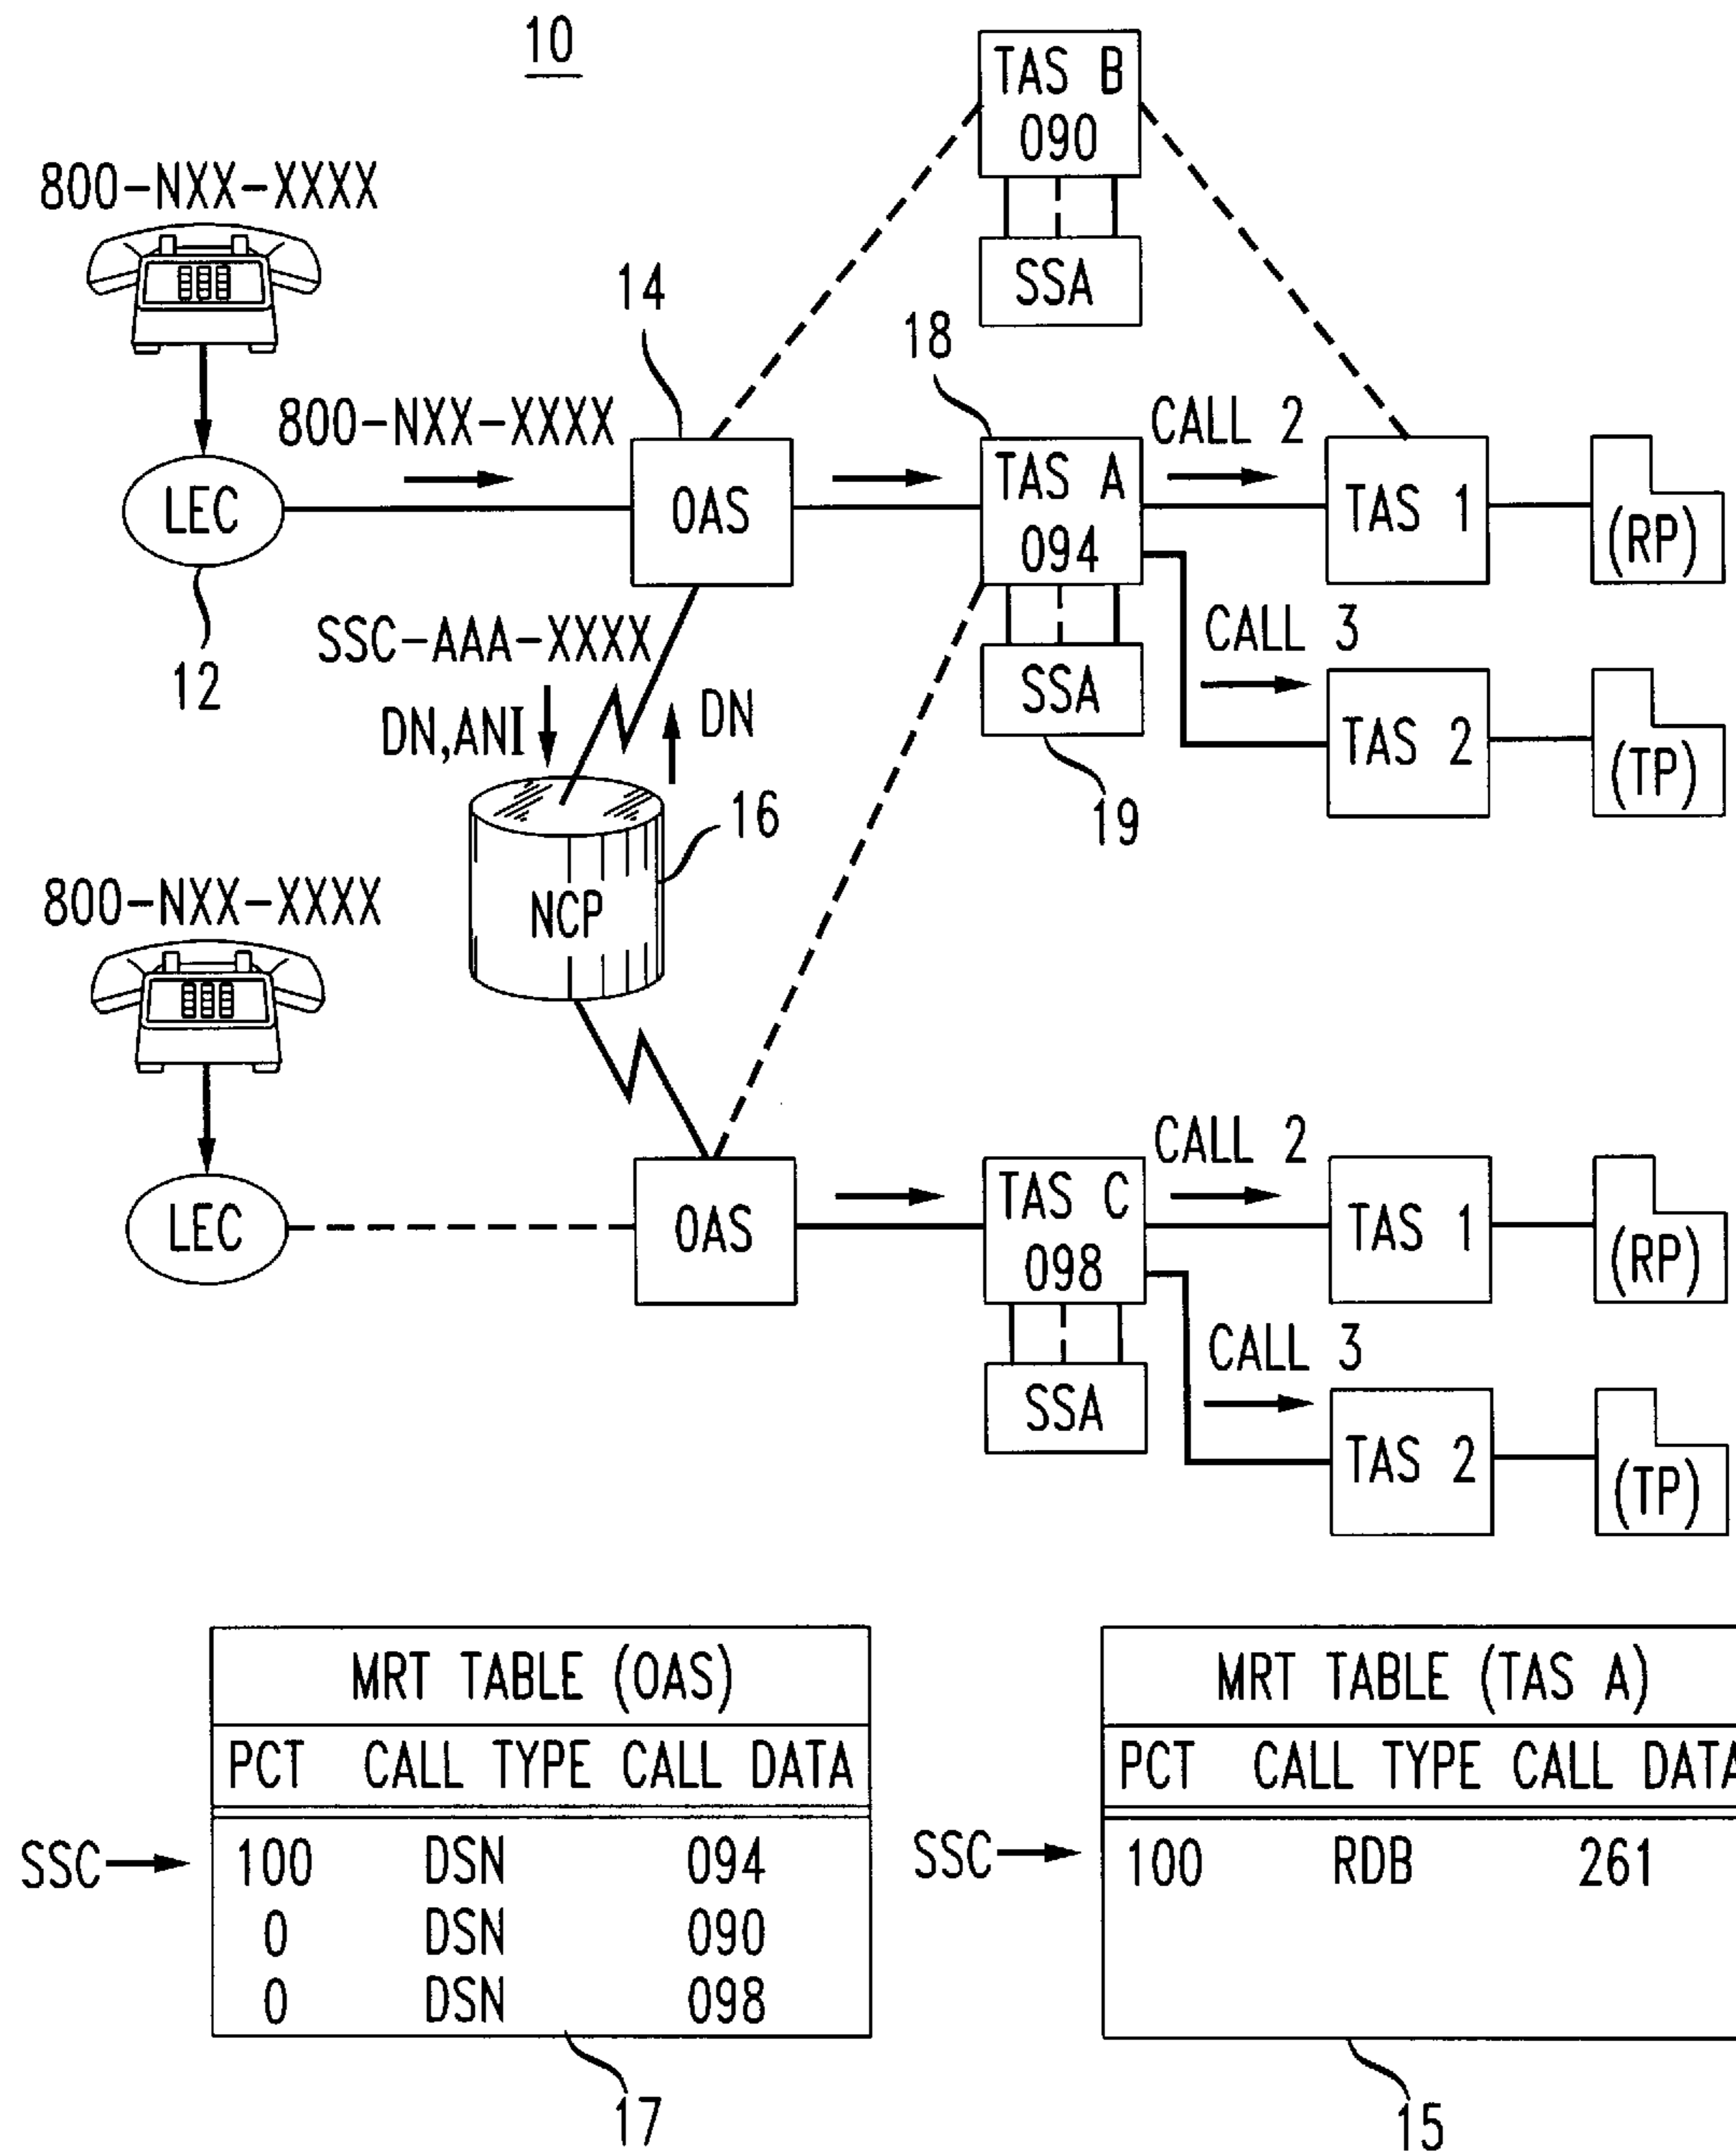 10
TAS B
090
SSA
800-NXX-XXXX
14
18
800-NXX-XXXX
CALL 2
LEC
OAS
TAS A
094
TAS 1
(RP)
12
SSC-AAA-XXXX
DN,ANI
DN
CALL 3
SSA
TAS 2
(TP)
19
16
NCP
800-NXX-XXXX
CALL 2
LEC
OAS
TAS C
098
TAS 1
(RP)
CALL 3
SSA
TAS 2
(TP)
MRT TABLE (OAS)
PCT CALL TYPE CALL DATA
SSC
100 DSN 094
0 DSN 090
0 DSN 098
17
MRT TABLE (TAS A)
PCT CALL TYPE CALL DATA
SSC
100 RDB 261
15